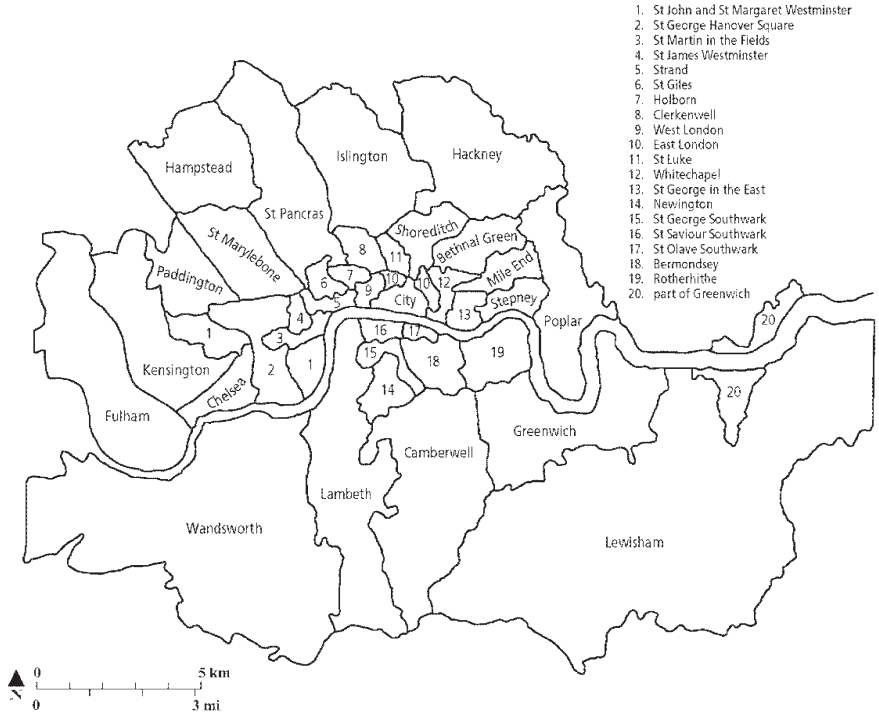 1. St John and St Margaret Westminster
2. St George Hanover Square
3. St Martin in the Fields
4. St James Westminster
5. Strand
6. St Giles
7. Holborn
8. Clerkenwell
9. West London
10. East London
11. St Luke
12. Whitechapel
13. St George in the East
14. Newington
15. St George Southwark
16. St Saviour Southwark
17. St Olave Southwark
18. Bermondsey
19. Rotherhithe
20. part of Greenwich
Hampstead
Islington
Hackney
St Pancras
Shoreditch
St Marylebone
Bethnal Green
8
11
Paddington
7
6
10
10
12
Mile End
9
5
City
Stepney
4
13
Poplar
20
1
3
16
17
15
18
19
Kensington
2
1
14
20
Chelsea
Fulham
Greenwich
Camberwell
Lambeth
Wandsworth
Lewisham
N
0 5 km
0 3 mi